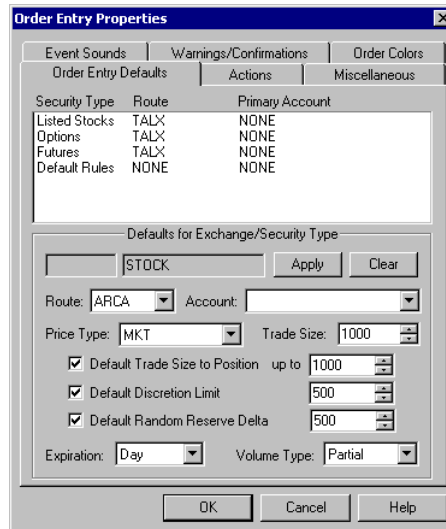 Order Entry Properties
Event Sounds Warnings/Confirmations Order Colors
Order Entry Defaults Actions Miscellaneous
Security Type Route Primary Account
Listed Stocks TALX NONE
Options TALX NONE
Futures TALX NONE
Default Rules NONE NONE
Defaults for Exchange/Security Type
STOCK Apply Clear
Route: ARCA Account:
Price Type: MKT Trade Size: 1000
Default Trade Size to Position up to 1000
Default Discretion Limit 500
Default Random Reserve Delta 500
Expiration: Day Volume Type: Partial
OK Cancel Help